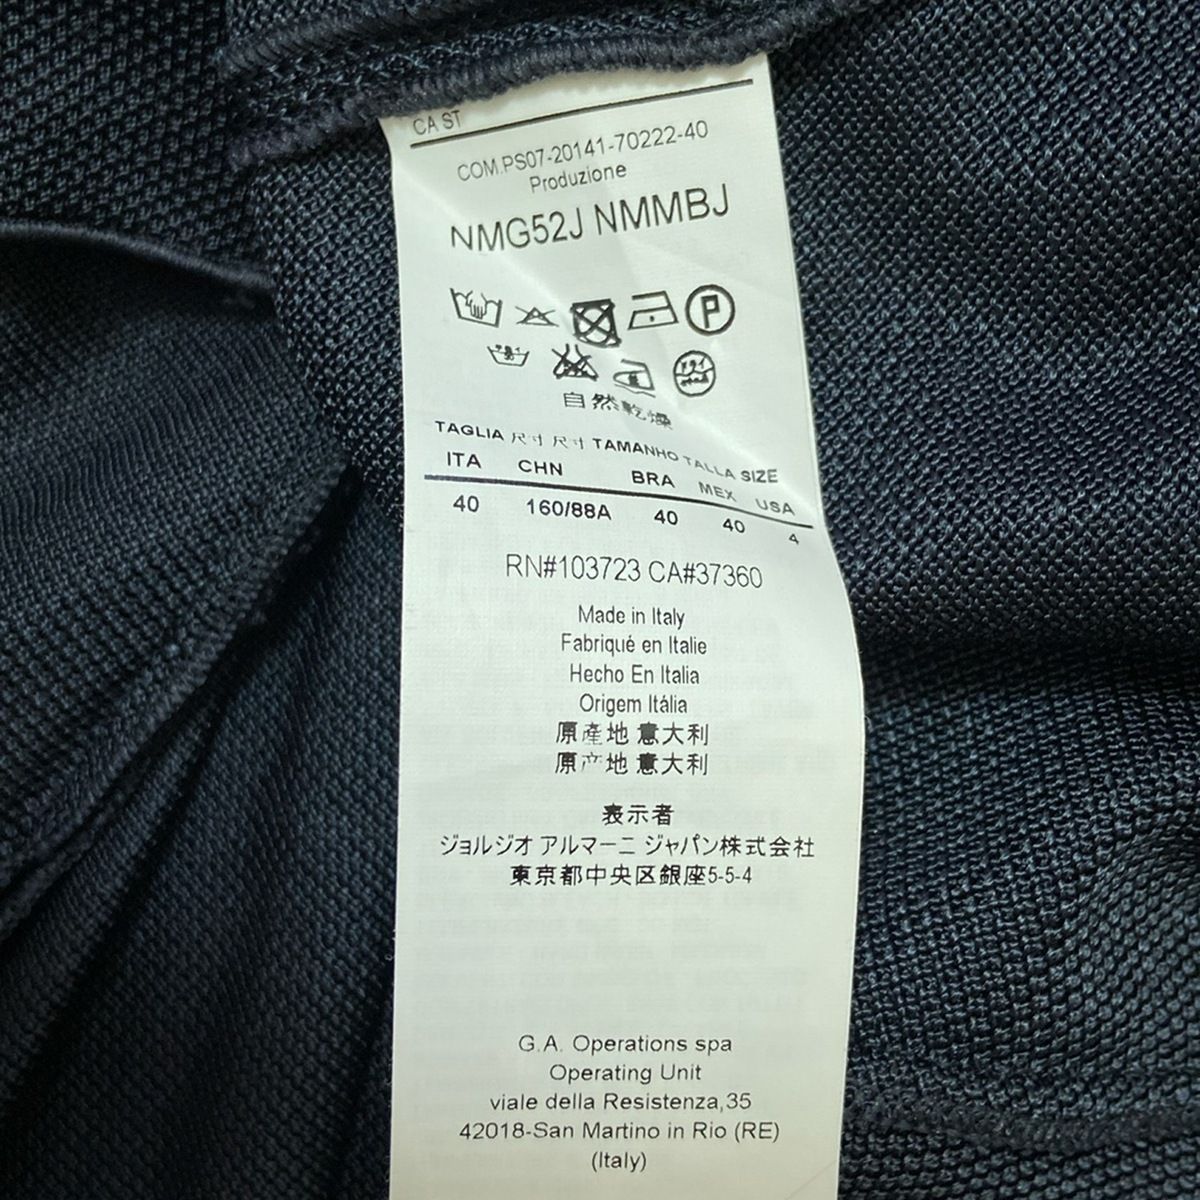 CA ST
COM.PS07-20141-70222-40
Produzione
NMG52J NMMBJ
P
自然乾燥
TAGLIA 尺寸 尺寸 TAMANHO TALLA SIZE
ITA CHN BRA MEX USA
40 160/88A 40 40 4
RN#103723 CA#37360
Made in Italy
Fabriqué en Italie
Hecho En Italia
Origem Itália
原產地 意大利
原产地 意大利
表示者
ジョルジオ アルマーニ ジャパン株式会社
東京都中央区銀座5-5-4
G.A. Operations spa
Operating Unit
viale della Resistenza,35
42018-San Martino in Rio (RE)
(Italy)